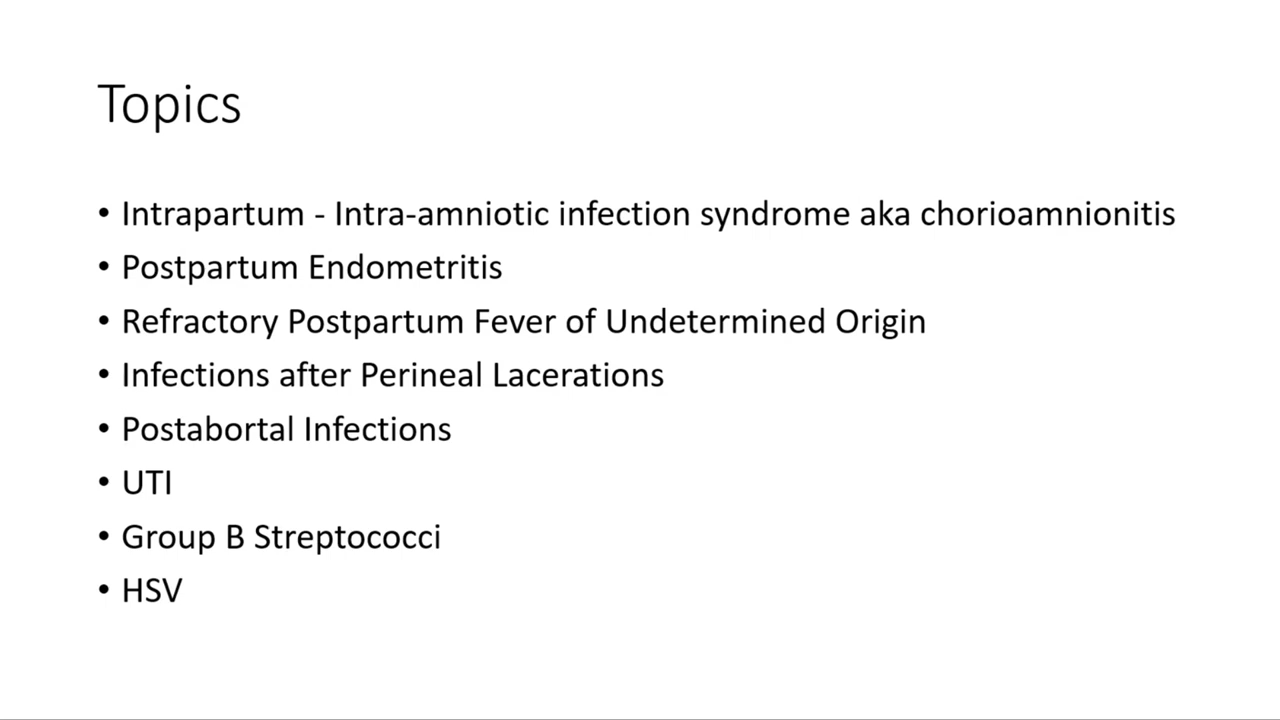 Topics
• Intrapartum - Intra-amniotic infection syndrome aka chorioamnionitis
• Postpartum Endometritis
• Refractory Postpartum Fever of Undetermined Origin
• Infections after Perineal Lacerations
• Postabortal Infections
• UTI
• Group B Streptococci
• HSV